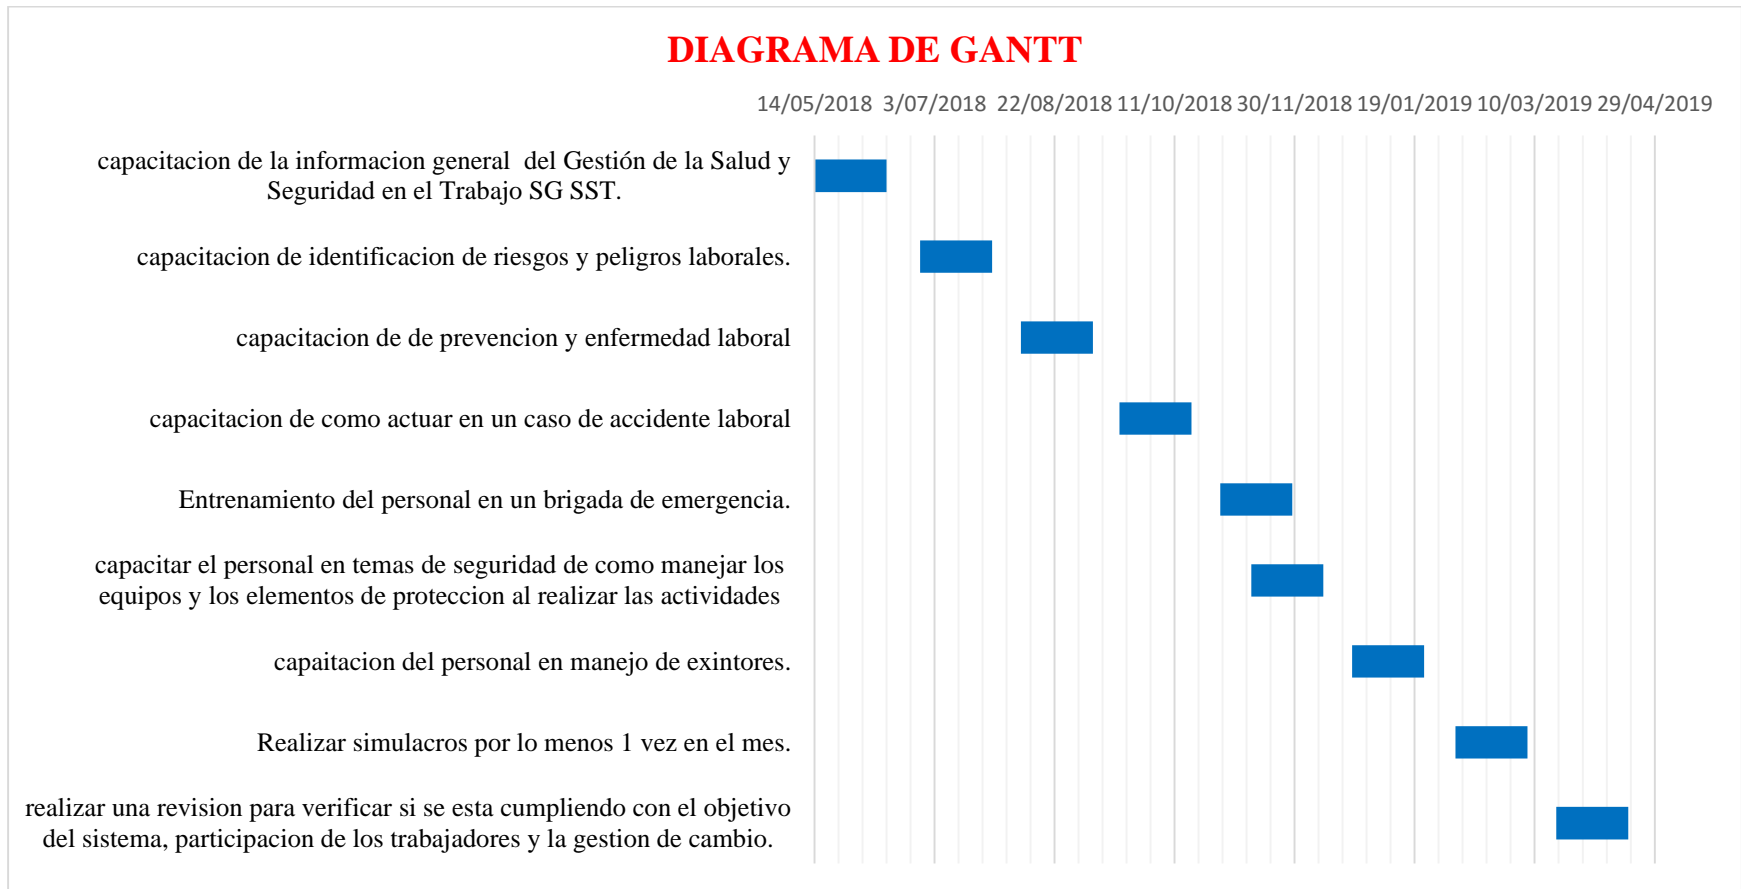 DIAGRAMA DE GANTT
14/05/2018 3/07/2018 22/08/2018 11/10/2018 30/11/2018 19/01/2019 10/03/2019 29/04/2019
capacitacion de la informacion general  del Gestión de la Salud y
Seguridad en el Trabajo SG SST.
capacitacion de identificacion de riesgos y peligros laborales.
capacitacion de de prevencion y enfermedad laboral
capacitacion de como actuar en un caso de accidente laboral
Entrenamiento del personal en un brigada de emergencia.
capacitar el personal en temas de seguridad de como manejar los
equipos y los elementos de proteccion al realizar las actividades
capaitacion del personal en manejo de exintores.
Realizar simulacros por lo menos 1 vez en el mes.
realizar una revision para verificar si se esta cumpliendo con el objetivo
del sistema, participacion de los trabajadores y la gestion de cambio.